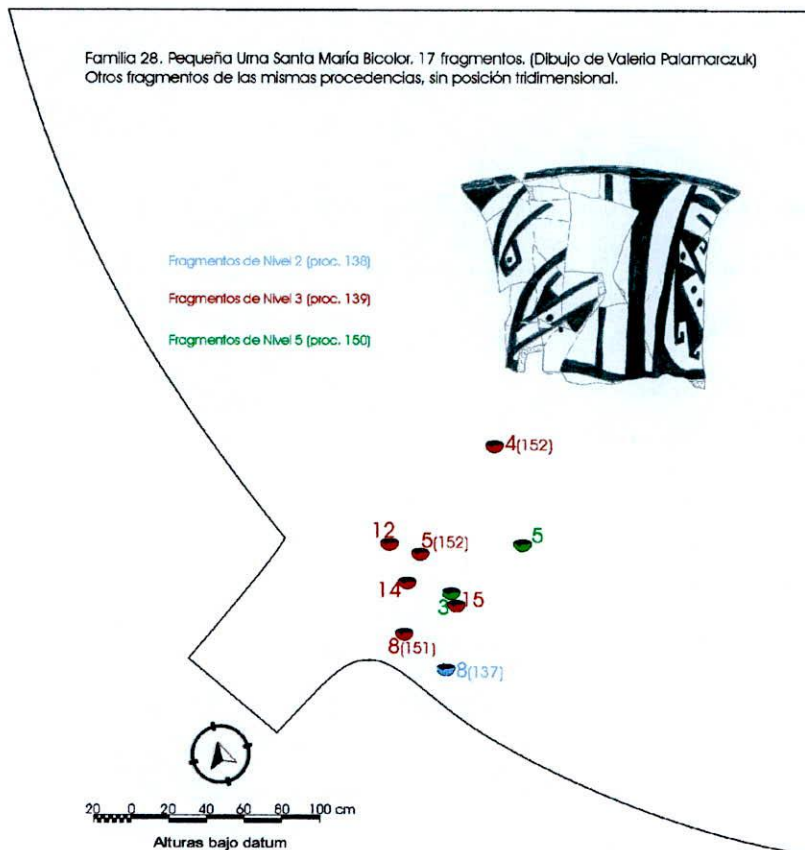 Familia 28. Pequeña Urna Santa María Bicolor. 17 fragmentos. (Dibujo de Valeria Palamarczuk)
Otros fragmentos de las mismas procedencias, sin posición tridimensional.
Fragmentos de Nivel 2 (proc. 138)
Fragmentos de Nivel 3 (proc. 139)
Fragmentos de Nivel 5 (proc. 150)
4(152)
12
5(152)
5
14
3
15
8(151)
8(137)
20 0 20 40 60 80 100 cm
Alturas bajo datum